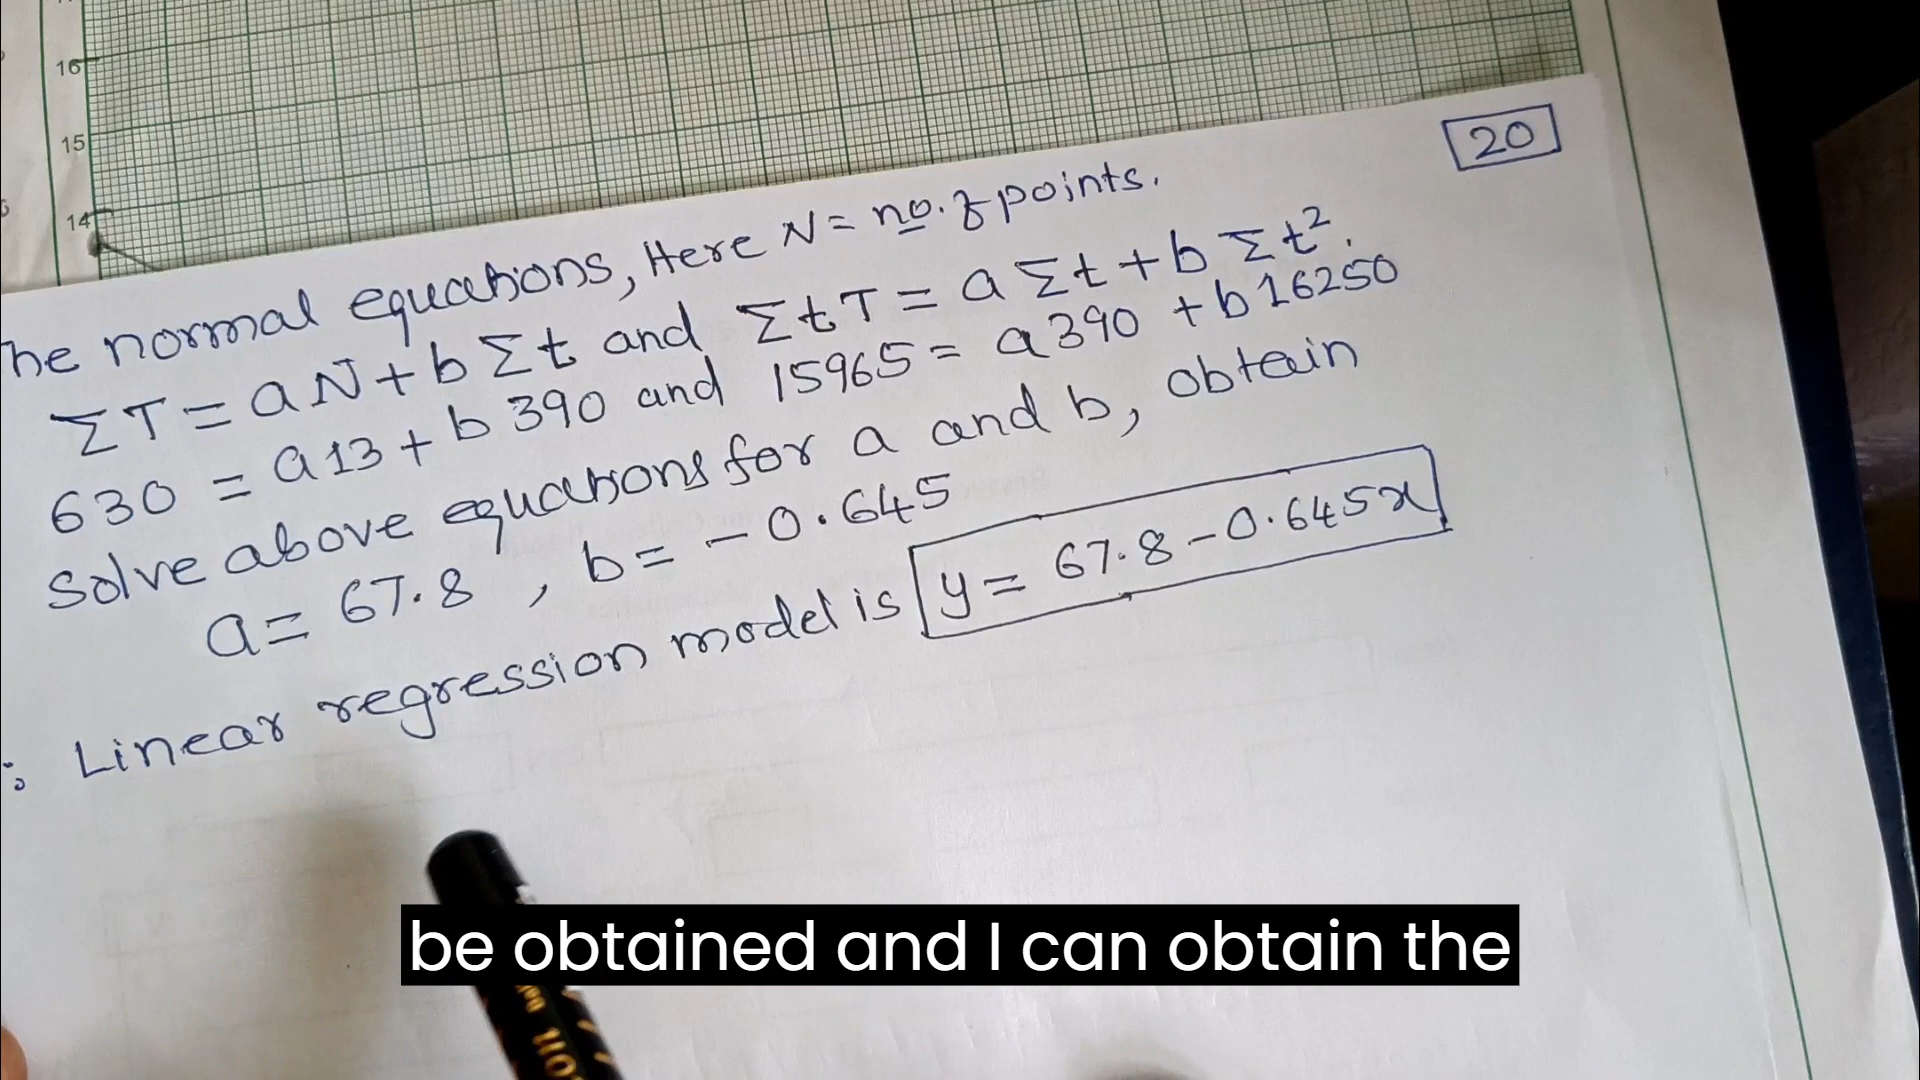 16
15
14
20
he normal equations, Here N = no. of points.
ΣT = aN + bΣt and ΣtT = aΣt + bΣt².
630 = a13 + b390 and 15965 = a390 + b16250
Solve above equations for a and b, obtain
a = 67.8 , b = -0.645
: Linear regression model is y = 67.8 - 0.645x
be obtained and I can obtain the